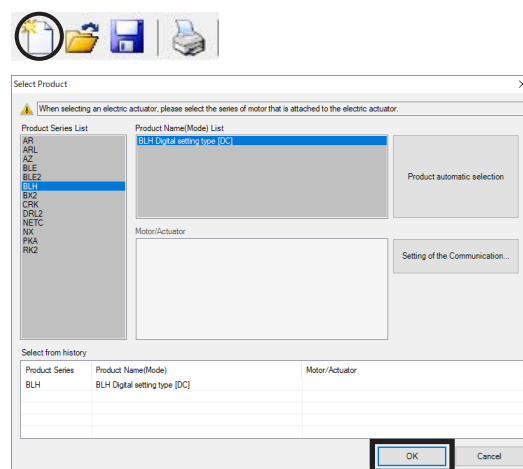 Select Product
When selecting an electric actuator, please select the series of motor that is attached to the electric actuator.
Product Series List
Product Name(Mode) List
AR
ARL
AZ
BLE
BLE2
BLH
BX2
CRK
DRL2
NETC
NX
PKA
RK2
BLH Digital setting type [DC]
Product automatic selection
Motor/Actuator
Setting of the Communication...
Select from history
Product Series Product Name(Mode) Motor/Actuator
BLH BLH Digital setting type [DC]
OK Cancel